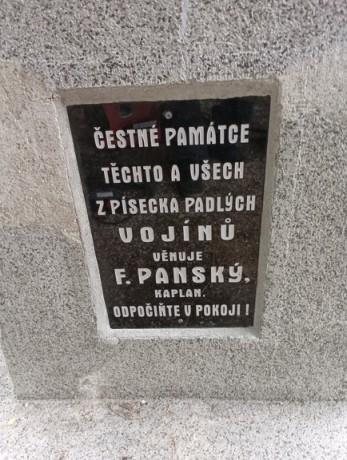 ČESTNÉ PAMÁTCE
TĚCHTO A VŠECH
Z PÍSECKA PADLÝCH
VOJÍNŮ
VĚNUJE
F. PANSKÝ,
KAPLAN.
ODPOČIŇTE V POKOJI !